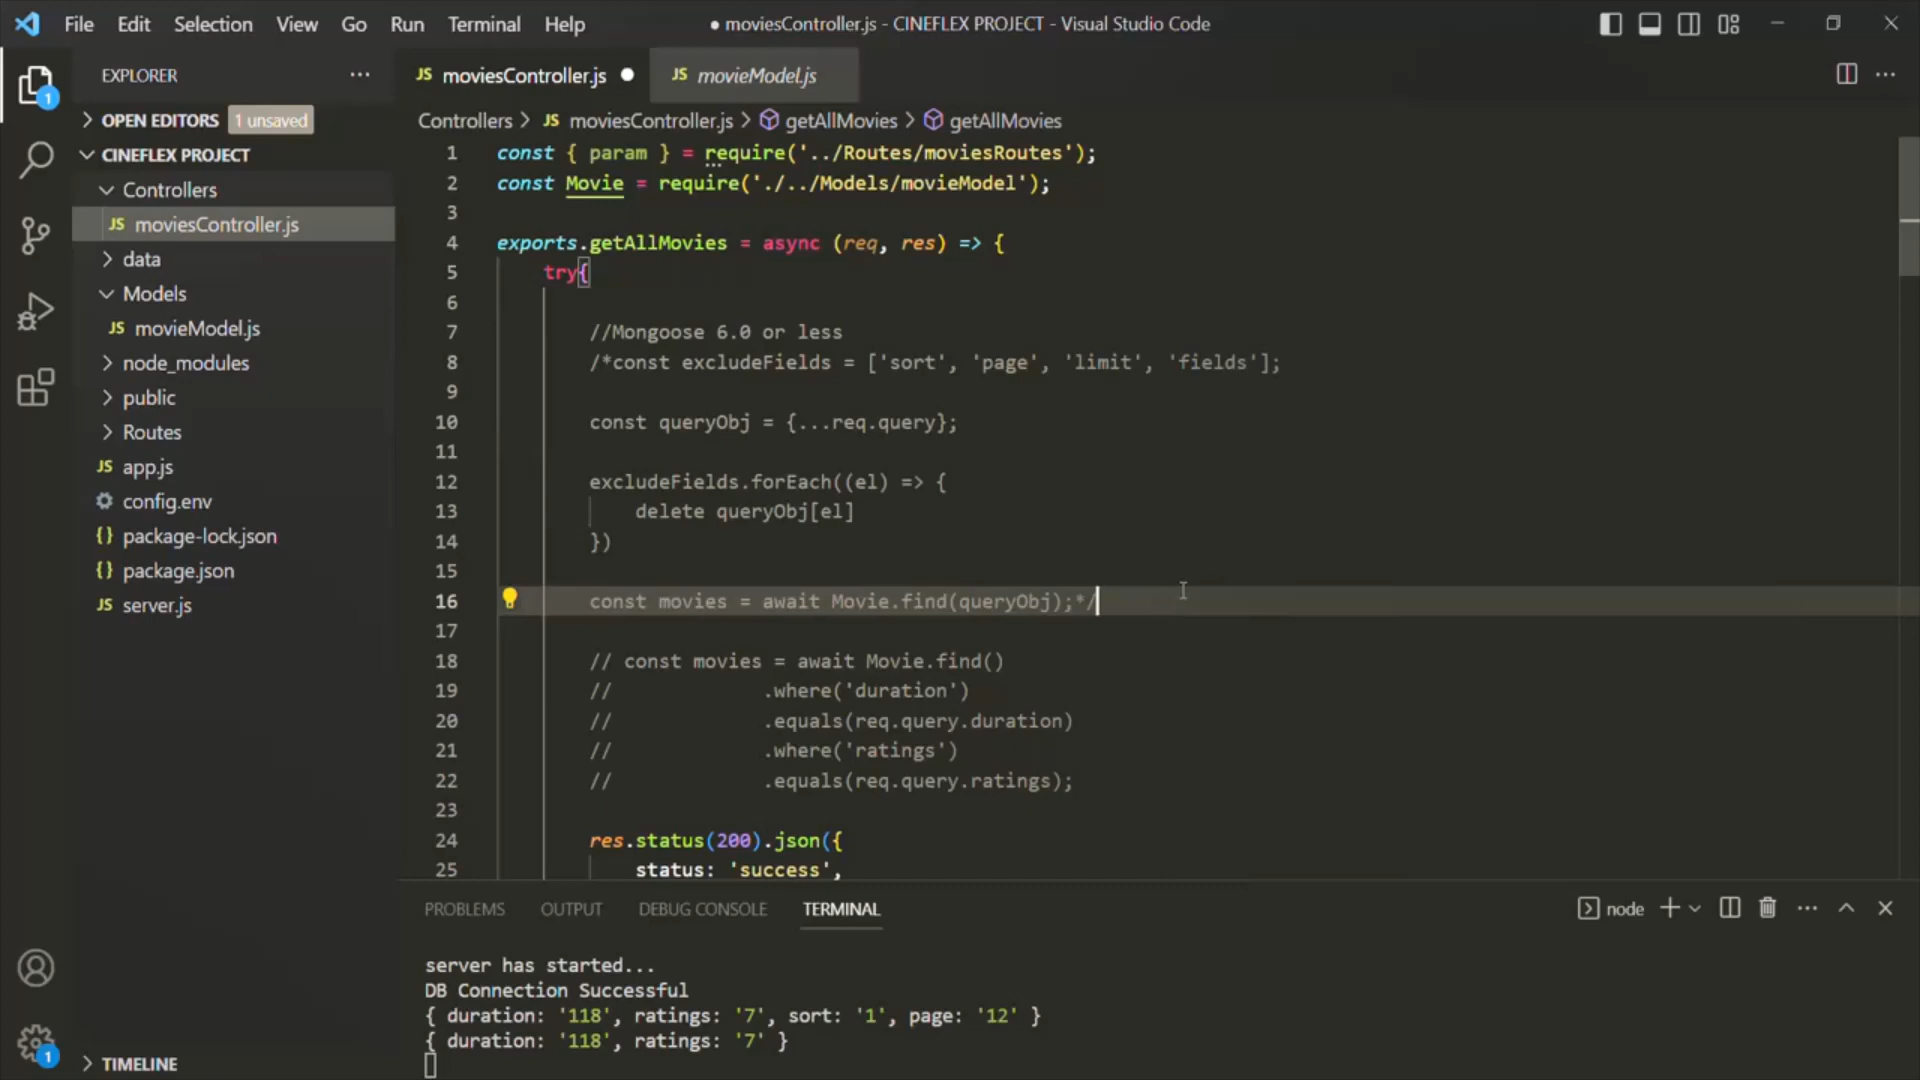 File Edit Selection View Go Run Terminal Help
● moviesController.js - CINEFLEX PROJECT - Visual Studio Code
EXPLORER
OPEN EDITORS 1 unsaved
CINEFLEX PROJECT
Controllers
JS moviesController.js
data
Models
JS movieModel.js
node_modules
public
Routes
JS app.js
config.env
{} package-lock.json
{} package.json
JS server.js
TIMELINE
1
1
JS moviesController.js ●
JS movieModel.js
Controllers > JS moviesController.js > getAllMovies > getAllMovies
1 const { param } = require('../Routes/moviesRoutes');
2 const Movie = require('./../Models/movieModel');
3
4 exports.getAllMovies = async (req, res) => {
5 try{
6
7 //Mongoose 6.0 or less
8 /*const excludeFields = ['sort', 'page', 'limit', 'fields'];
9
10 const queryObj = {...req.query};
11
12 excludeFields.forEach((el) => {
13 delete queryObj[el]
14 })
15
16 const movies = await Movie.find(queryObj);*/
17
18 // const movies = await Movie.find()
19 // .where('duration')
20 // .equals(req.query.duration)
21 // .where('ratings')
22 // .equals(req.query.ratings);
23
24 res.status(200).json({
25 status: 'success',
PROBLEMS OUTPUT DEBUG CONSOLE TERMINAL
node
server has started...
DB Connection Successful
{ duration: '118', ratings: '7', sort: '1', page: '12' }
{ duration: '118', ratings: '7' }